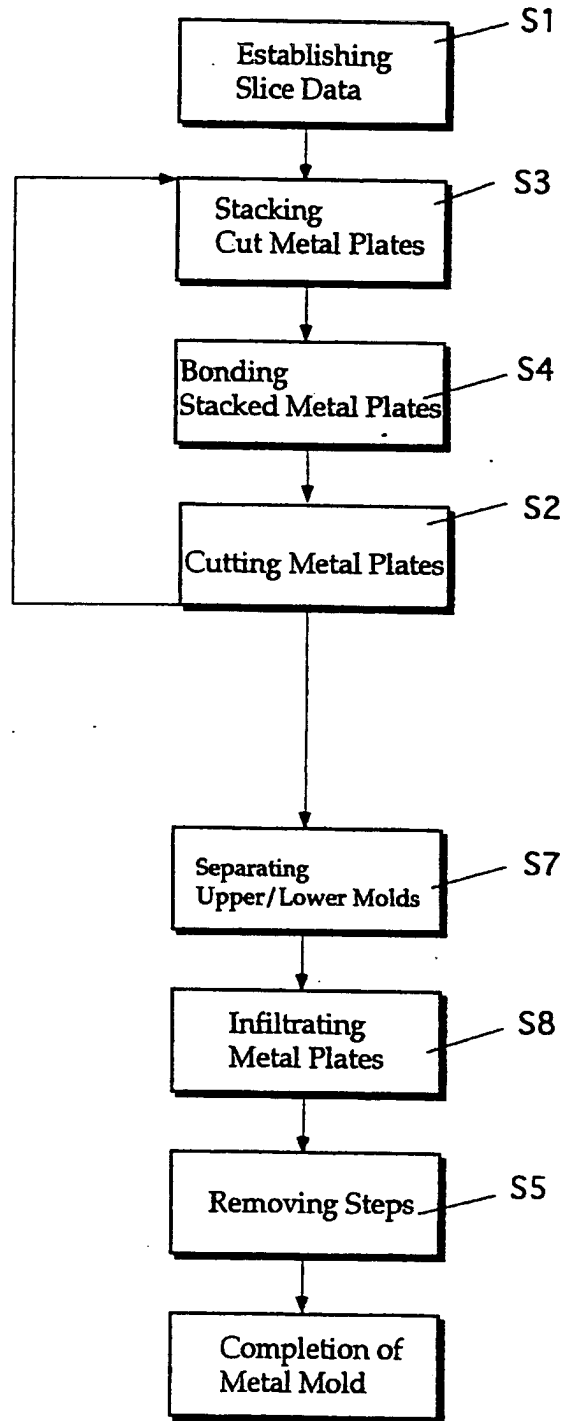 S1
Establishing
Slice Data
S3
Stacking
Cut Metal Plates
S4
Bonding
Stacked Metal Plates
S2
Cutting Metal Plates
S7
Separating
Upper/Lower Molds
S8
Infiltrating
Metal Plates
S5
Removing Steps
Completion of
Metal Mold